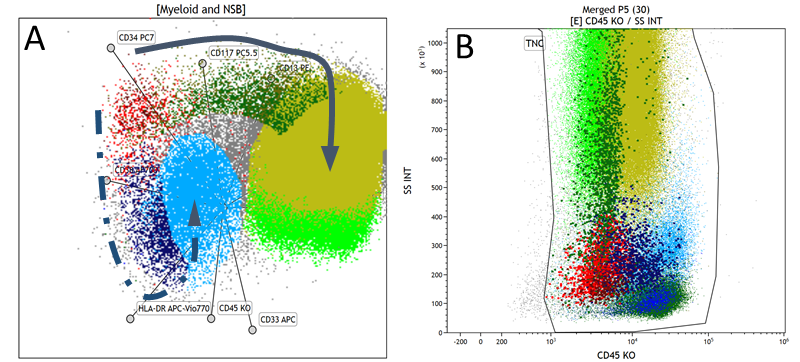 [Myeloid and NSB]
A
CD34 PC7
CD117 PC5.5
CD13 PE
HLA-DR APC-Vio770
CD45 KO
CD33 APC
Merged P5 (30)
[E] CD45 KO / SS INT
B
TNC
(x 10³)
1000
900
800
700
600
500
400
300
200
100
0
SS INT
-200
0
200
10³
10⁴
10⁵
10⁶
CD45 KO